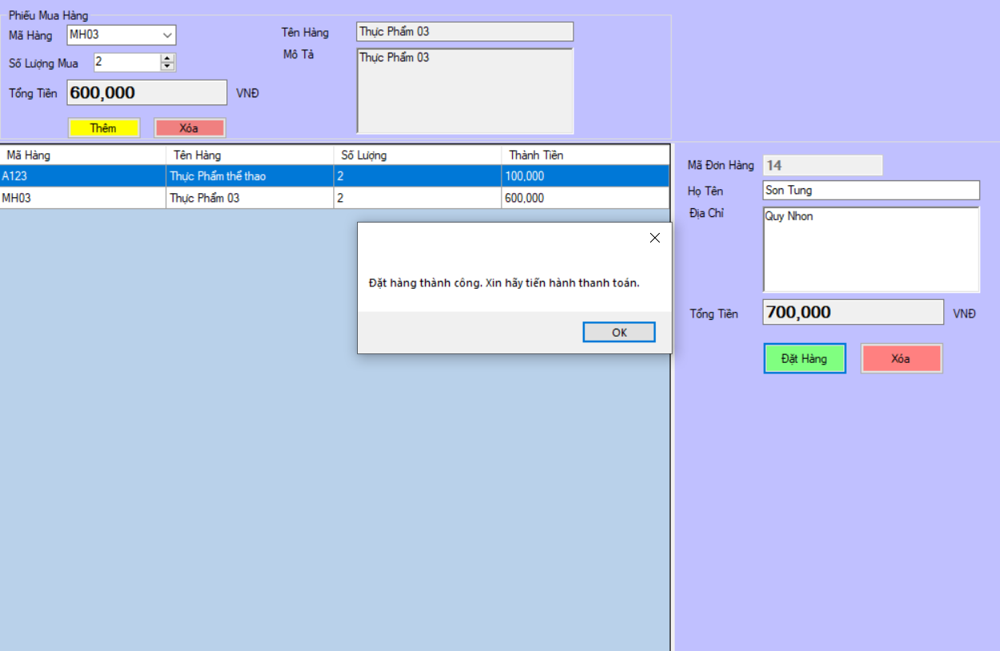 Phiếu Mua Hàng
Mã Hàng MH03
Tên Hàng Thực Phẩm 03
Số Lượng Mua 2
Mô Tả Thực Phẩm 03
Tổng Tiền 600,000 VNĐ
Thêm Xóa
Mã Hàng Tên Hàng Số Lượng Thành Tiền
A123 Thực Phẩm thể thao 2 100,000
MH03 Thực Phẩm 03 2 600,000
Đặt hàng thành công. Xin hãy tiến hành thanh toán.
OK
Mã Đơn Hàng 14
Họ Tên Son Tung
Địa Chỉ Quy Nhon
Tổng Tiền 700,000 VNĐ
Đặt Hàng Xóa